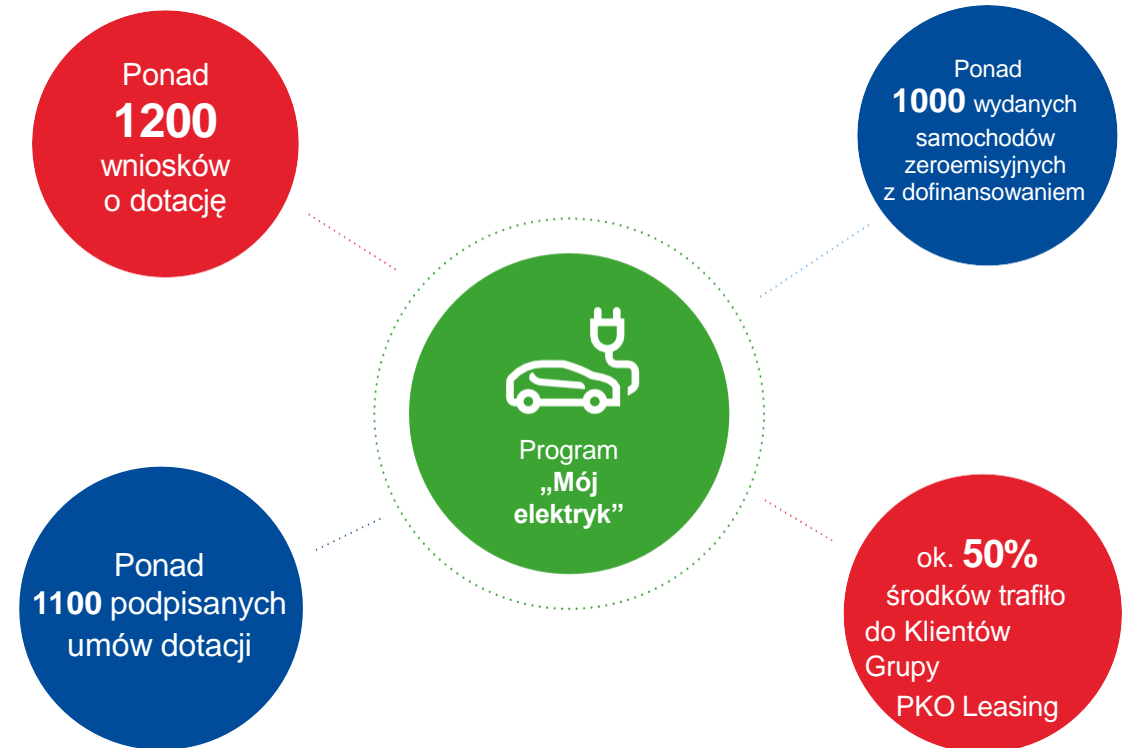 Ponad
1200
wniosków
o dotację
Ponad
1000 wydanych
samochodów
zeroemisyjnych
z dofinansowaniem
Program
„Mój
elektryk”
Ponad
1100 podpisanych
umów dotacji
ok. 50%
środków trafiło
do Klientów
Grupy
PKO Leasing